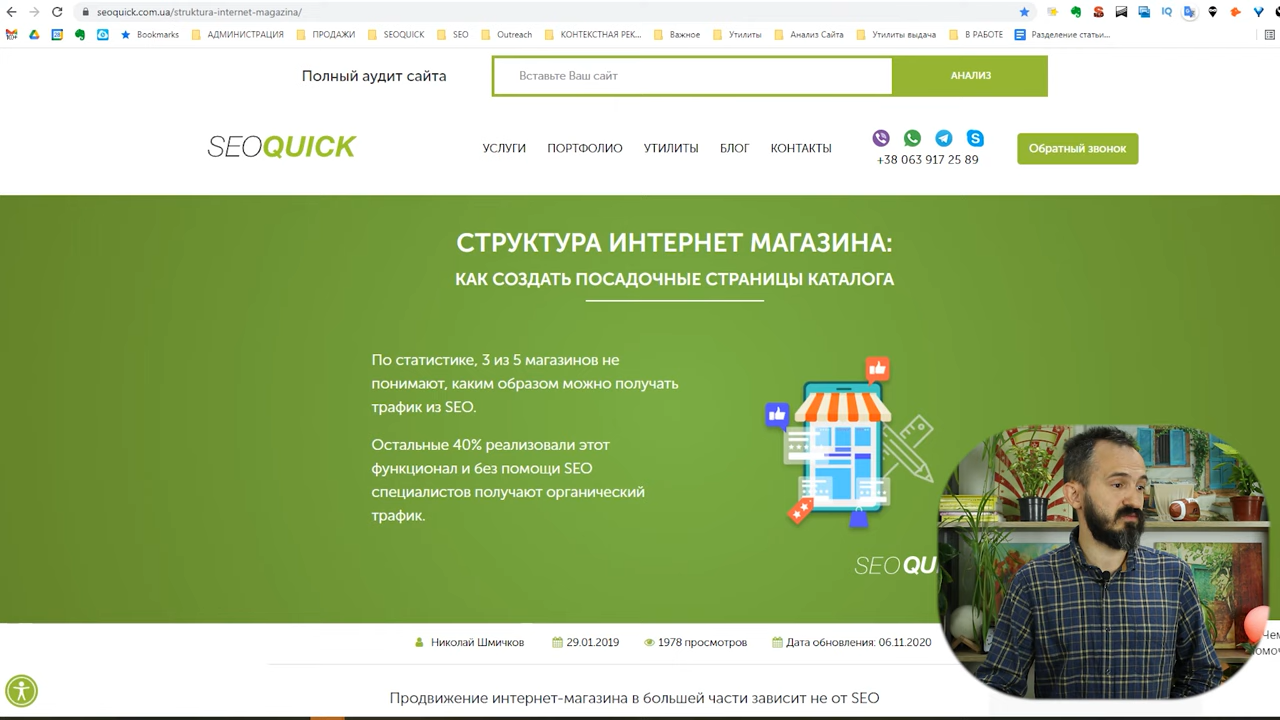 seoquick.com.ua/struktura-internet-magazina/
Bookmarks
АДМИНИСТРАЦИЯ
ПРОДАЖИ
SEOQUICK
SEO
Outreach
КОНТЕКСТНАЯ РЕК...
Важное
Утилиты
Анализ Сайта
Утилиты выдача
В РАБОТЕ
Разделение статьи...
Полный аудит сайта
Вставьте Ваш сайт
АНАЛИЗ
SEOQUICK
УСЛУГИ
ПОРТФОЛИО
УТИЛИТЫ
БЛОГ
КОНТАКТЫ
+38 063 917 25 89
Обратный звонок
СТРУКТУРА ИНТЕРНЕТ МАГАЗИНА:
КАК СОЗДАТЬ ПОСАДОЧНЫЕ СТРАНИЦЫ КАТАЛОГА
По статистике, 3 из 5 магазинов не
понимают, каким образом можно получать
трафик из SEO.
Остальные 40% реализовали этот
функционал и без помощи SEO
специалистов получают органический
трафик.
SEOQU
Николай Шмичков
29.01.2019
1978 просмотров
Дата обновления: 06.11.2020
Продвижение интернет-магазина в большей части зависит не от SEO